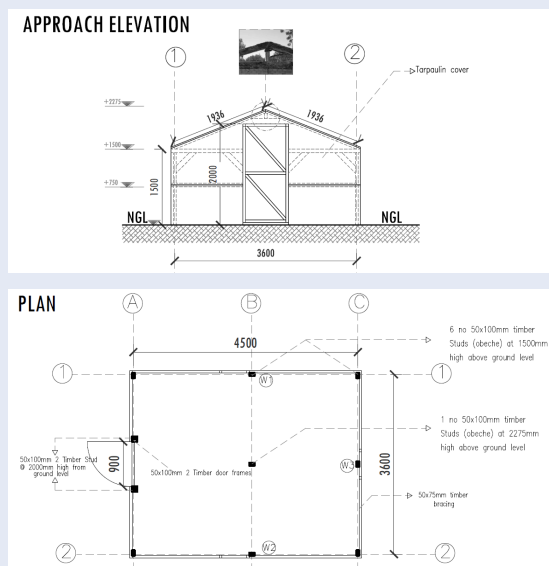 APPROACH ELEVATION
1
2
Tarpaulin cover
+2275
1936
1936
+1500
+750
1500
2000
NGL
NGL
3600
PLAN
A
B
C
4500
6 no 50x100mm timber
Studs (obeche) at 1500mm
high above ground level
1
1
W1
1 no 50x100mm timber
Studs (obeche) at 2275mm
high above ground level
50x100mm 2 Timber Stud
@ 2000mm high from
ground level
900
50x100mm 2 Timber door frames
W3
3600
50x75mm timber
bracing
2
W2
2